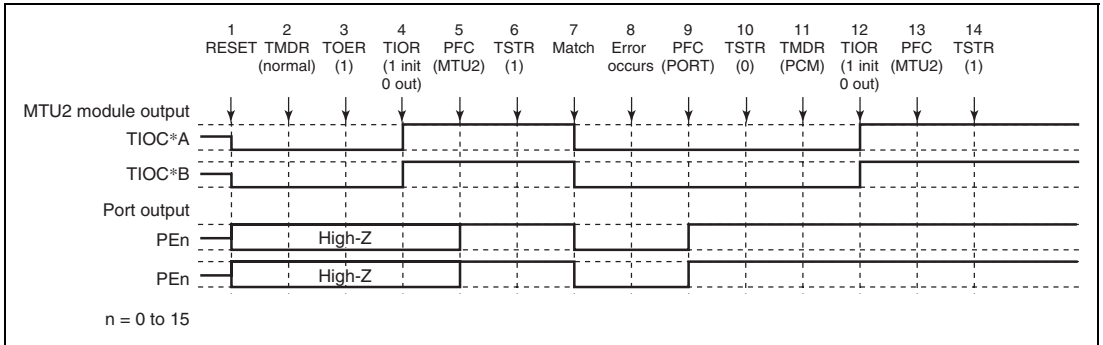 1 2 3 4 5 6 7 8 9 10 11 12 13 14
RESET TMDR TOER TIOR PFC TSTR Match Error PFC TSTR TMDR TIOR PFC TSTR
(normal) (1) (1 init (MTU2) (1) occurs (PORT) (0) (PCM) (1 init (MTU2) (1)
0 out) 0 out)
MTU2 module output
TIOC*A
TIOC*B
Port output
PEn High-Z
PEn High-Z
n = 0 to 15